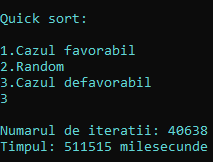 Quick sort:
1.Cazul favorabil
2.Random
3.Cazul defavorabil
3
Numarul de iteratii: 40638
Timpul: 511515 milesecunde